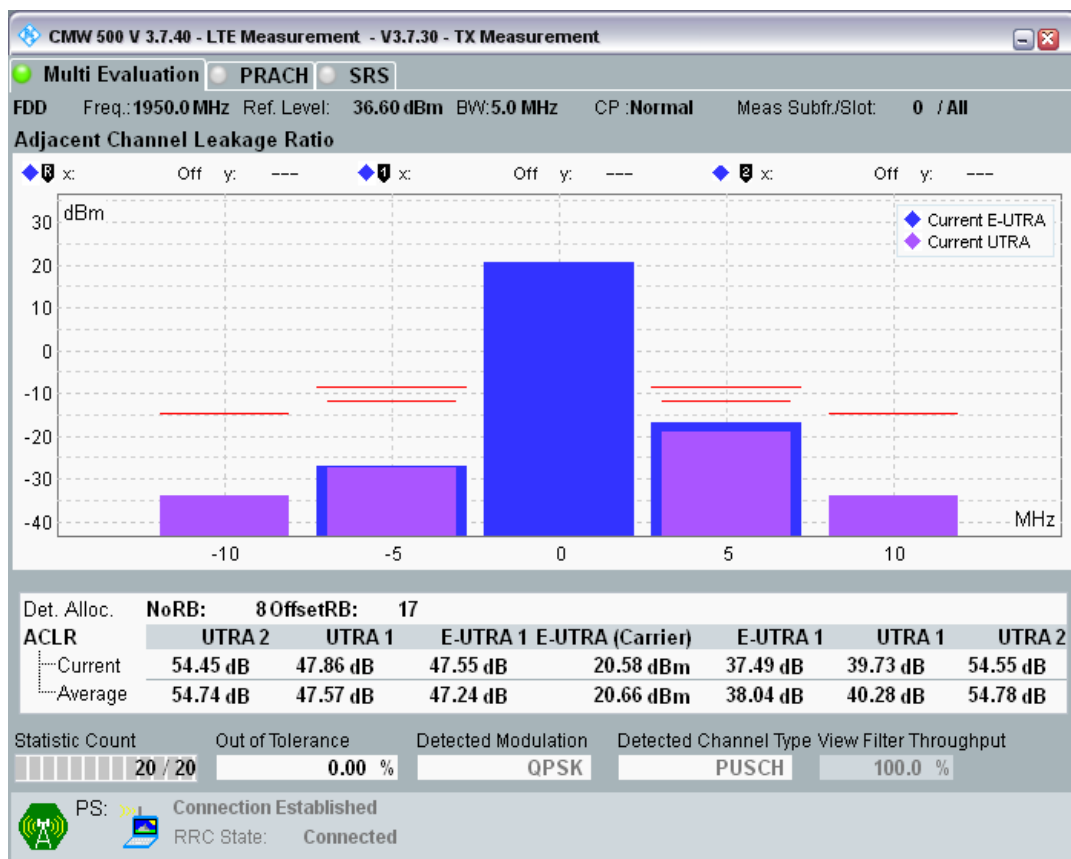 CMW 500 V 3.7.40 - LTE Measurement - V3.7.30 - TX Measurement
Multi Evaluation PRACH SRS
FDD Freq.: 1950.0 MHz Ref. Level: 36.60 dBm BW: 5.0 MHz CP : Normal Meas Subfr./Slot: 0 / All
Adjacent Channel Leakage Ratio
R x: Off y: --- 1 x: Off y: --- 2 x: Off y: ---
dBm
Current E-UTRA
Current UTRA
30
20
10
0
-10
-20
-30
-40
MHz
-10 -5 0 5 10
Det. Alloc. NoRB: 8 OffsetRB: 17
ACLR UTRA 2 UTRA 1 E-UTRA 1 E-UTRA (Carrier) E-UTRA 1 UTRA 1 UTRA 2
Current 54.45 dB 47.86 dB 47.55 dB 20.58 dBm 37.49 dB 39.73 dB 54.55 dB
Average 54.74 dB 47.57 dB 47.24 dB 20.66 dBm 38.04 dB 40.28 dB 54.78 dB
Statistic Count Out of Tolerance Detected Modulation Detected Channel Type View Filter Throughput
20 / 20 0.00 % QPSK PUSCH 100.0 %
PS: Connection Established
RRC State: Connected